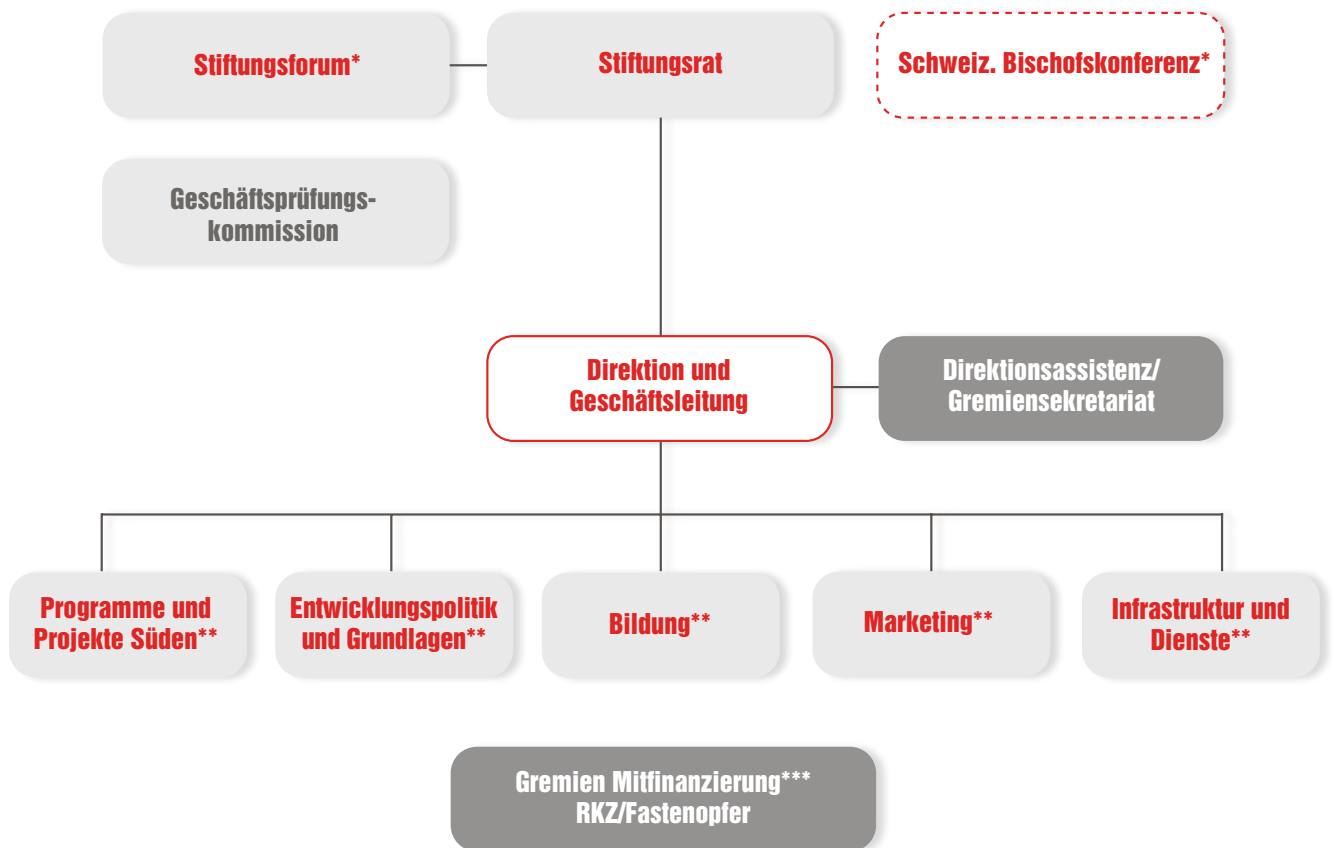 Stiftungsforum*
Stiftungsrat
Schweiz. Bischofskonferenz*
Geschäftsprüfungs-
kommission
Direktion und
Geschäftsleitung
Direktionsassistenz/
Gremiensekretariat
Programme und
Projekte Süden**
Entwicklungspolitik
und Grundlagen**
Bildung**
Marketing**
Infrastruktur und
Dienste**
Gremien Mitfinanzierung***
RKZ/Fastenopfer